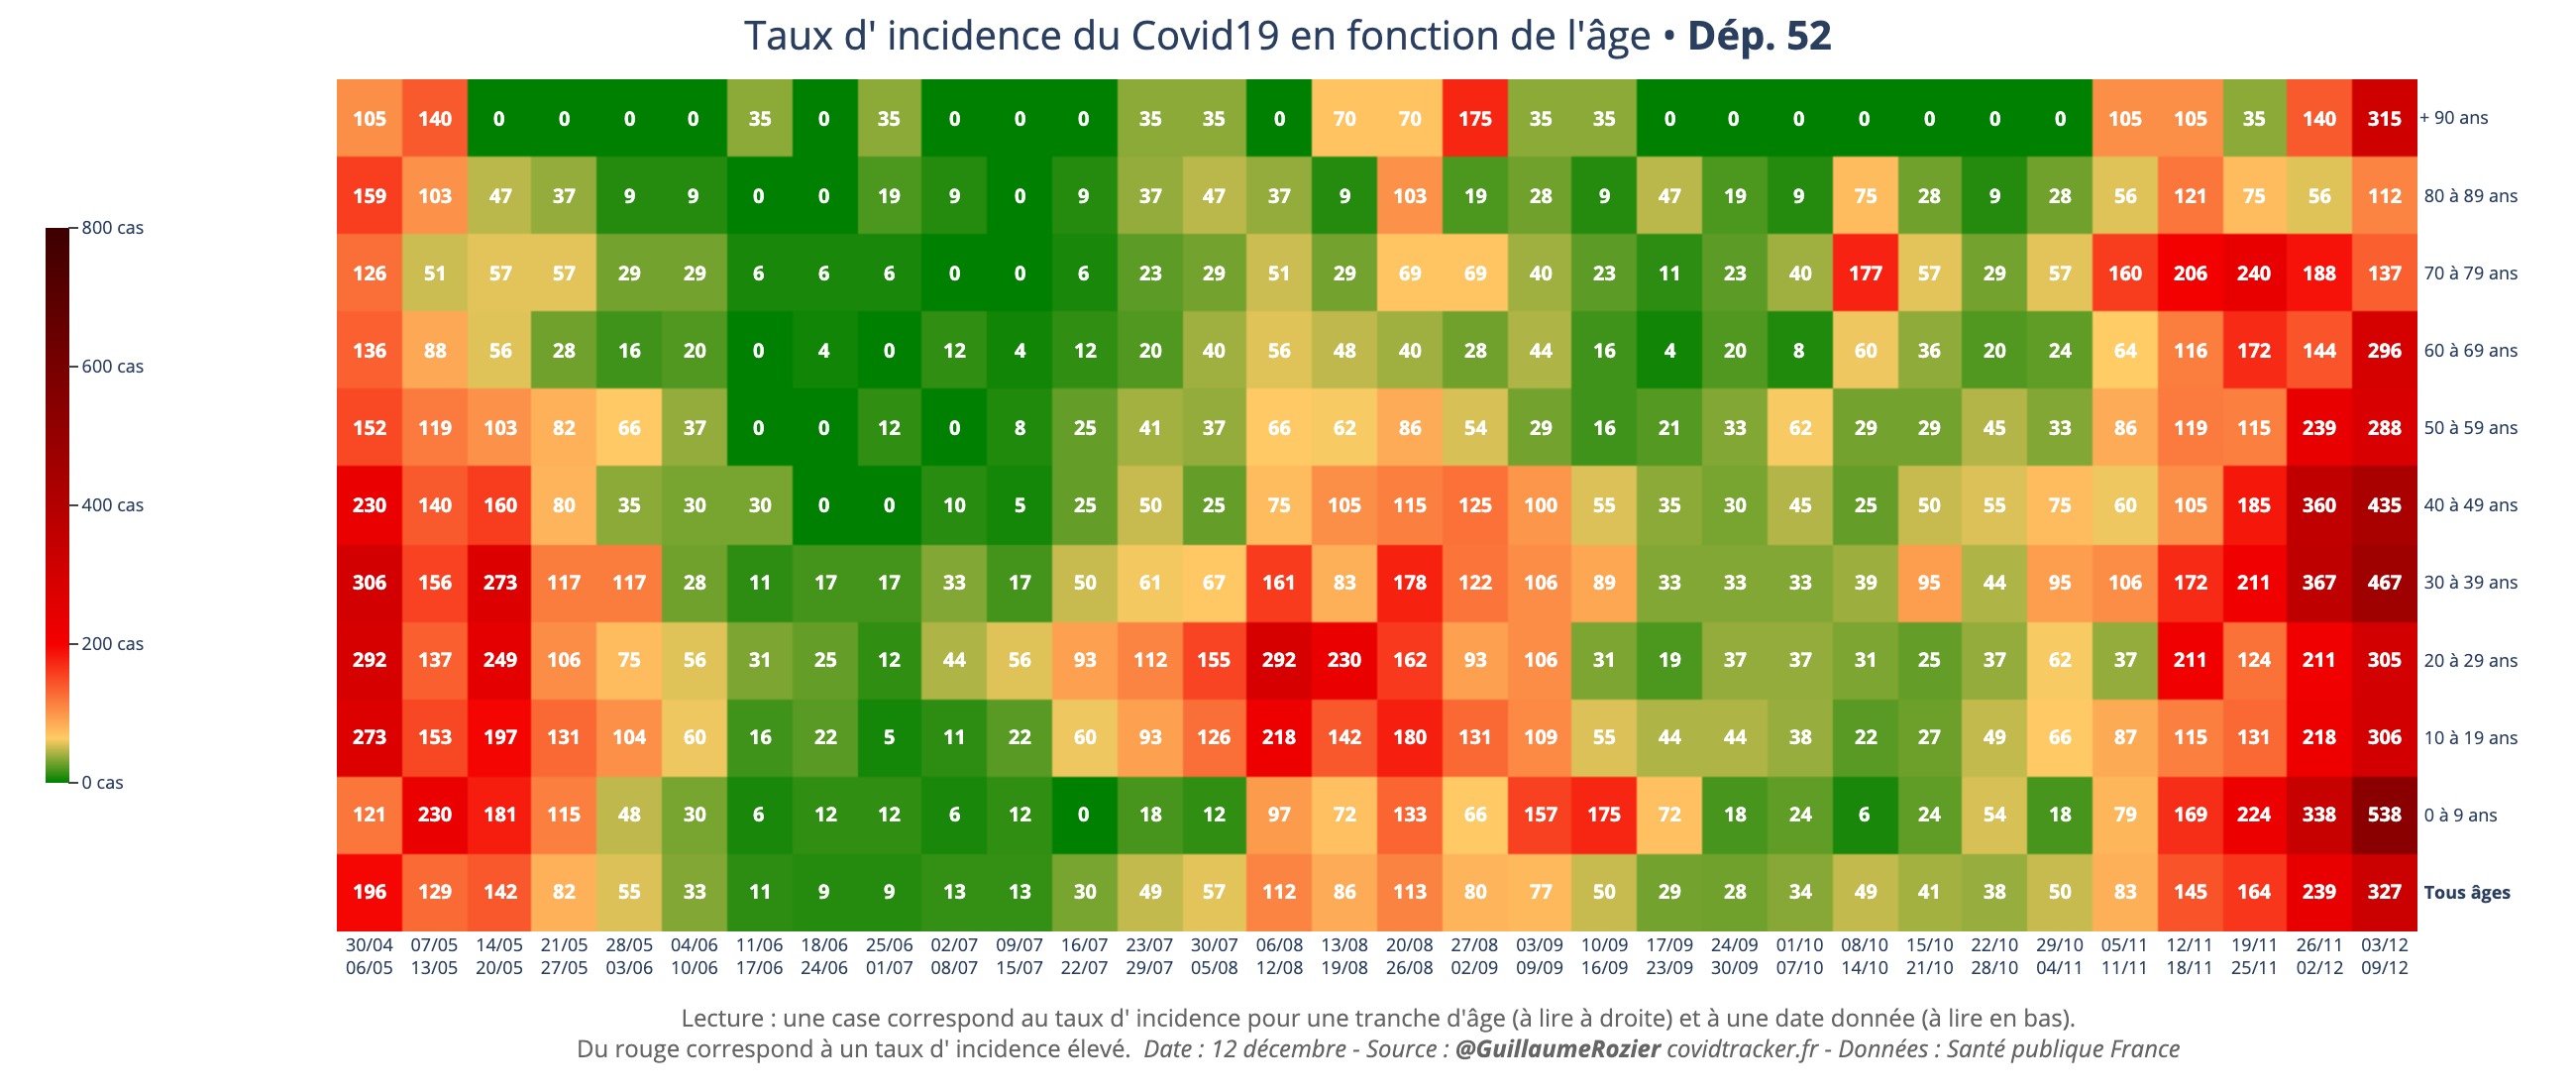 Taux d' incidence du Covid19 en fonction de l'âge • Dép. 52
105 140 0 0 0 0 35 0 35 0 0 0 35 35 0 70 70 175 35 35 0 0 0 0 0 0 0 105 105 35 140 315 + 90 ans
159 103 47 37 9 9 0 0 19 9 0 9 37 47 37 9 103 19 28 9 47 19 9 75 28 9 28 56 121 75 56 112 80 à 89 ans
800 cas
126 51 57 57 29 29 6 6 6 0 0 6 23 29 51 29 69 69 40 23 11 23 40 177 57 29 57 160 206 240 188 137 70 à 79 ans
136 88 56 28 16 20 0 4 0 12 4 12 20 40 56 48 40 28 44 16 4 20 8 60 36 20 24 64 116 172 144 296 60 à 69 ans
600 cas
152 119 103 82 66 37 0 0 12 0 8 25 41 37 66 62 86 54 29 16 21 33 62 29 29 45 33 86 119 115 239 288 50 à 59 ans
400 cas
230 140 160 80 35 30 30 0 0 10 5 25 50 25 75 105 115 125 100 55 35 30 45 25 50 55 75 60 105 185 360 435 40 à 49 ans
306 156 273 117 117 28 11 17 17 33 17 50 61 67 161 83 178 122 106 89 33 33 33 39 95 44 95 106 172 211 367 467 30 à 39 ans
200 cas
292 137 249 106 75 56 31 25 12 44 56 93 112 155 292 230 162 93 106 31 19 37 37 31 25 37 62 37 211 124 211 305 20 à 29 ans
273 153 197 131 104 60 16 22 5 11 22 60 93 126 218 142 180 131 109 55 44 44 38 22 27 49 66 87 115 131 218 306 10 à 19 ans
0 cas
121 230 181 115 48 30 6 12 12 6 12 0 18 12 97 72 133 66 157 175 72 18 24 6 24 54 18 79 169 224 338 538 0 à 9 ans
196 129 142 82 55 33 11 9 9 13 13 30 49 57 112 86 113 80 77 50 29 28 34 49 41 38 50 83 145 164 239 327 Tous âges
30/04 07/05 14/05 21/05 28/05 04/06 11/06 18/06 25/06 02/07 09/07 16/07 23/07 30/07 06/08 13/08 20/08 27/08 03/09 10/09 17/09 24/09 01/10 08/10 15/10 22/10 29/10 05/11 12/11 19/11 26/11 03/12
06/05 13/05 20/05 27/05 03/06 10/06 17/06 24/06 01/07 08/07 15/07 22/07 29/07 05/08 12/08 19/08 26/08 02/09 09/09 16/09 23/09 30/09 07/10 14/10 21/10 28/10 04/11 11/11 18/11 25/11 02/12 09/12
Lecture : une case correspond au taux d' incidence pour une tranche d'âge (à lire à droite) et à une date donnée (à lire en bas).
Du rouge correspond à un taux d' incidence élevé. Date : 12 décembre - Source : @GuillaumeRozier covidtracker.fr - Données : Santé publique France